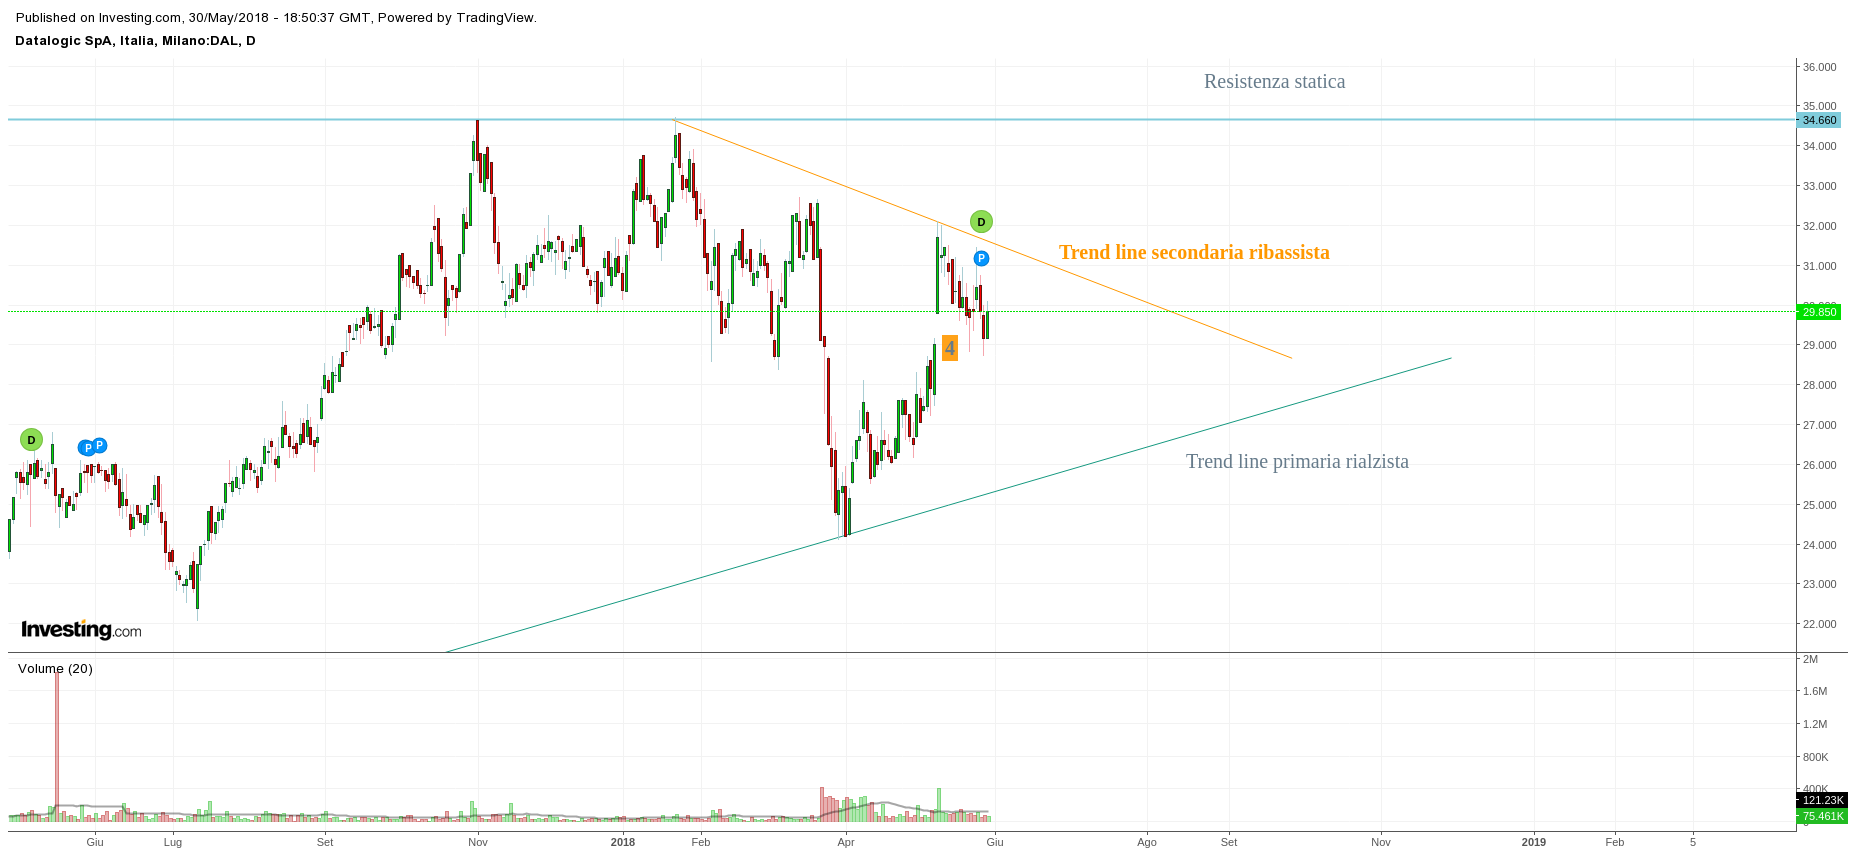 Published on Investing.com, 30/May/2018 - 18:50:37 GMT, Powered by TradingView.
Datalogic SpA, Italia, Milano:DAL, D
36.000
Resistenza statica
35.000
34.660
34.000
33.000
32.000
D
Trend line secondaria ribassista
P
31.000
29.850
4
29.000
28.000
27.000
D
P P
26.000
Trend line primaria rialzista
25.000
24.000
23.000
22.000
Investing.com
Volume (20)
2M
1.6M
1.2M
800K
400K
121.23K
75.461K
Giu Lug Set Nov 2018 Feb Apr Giu Ago Set Nov 2019 Feb 5